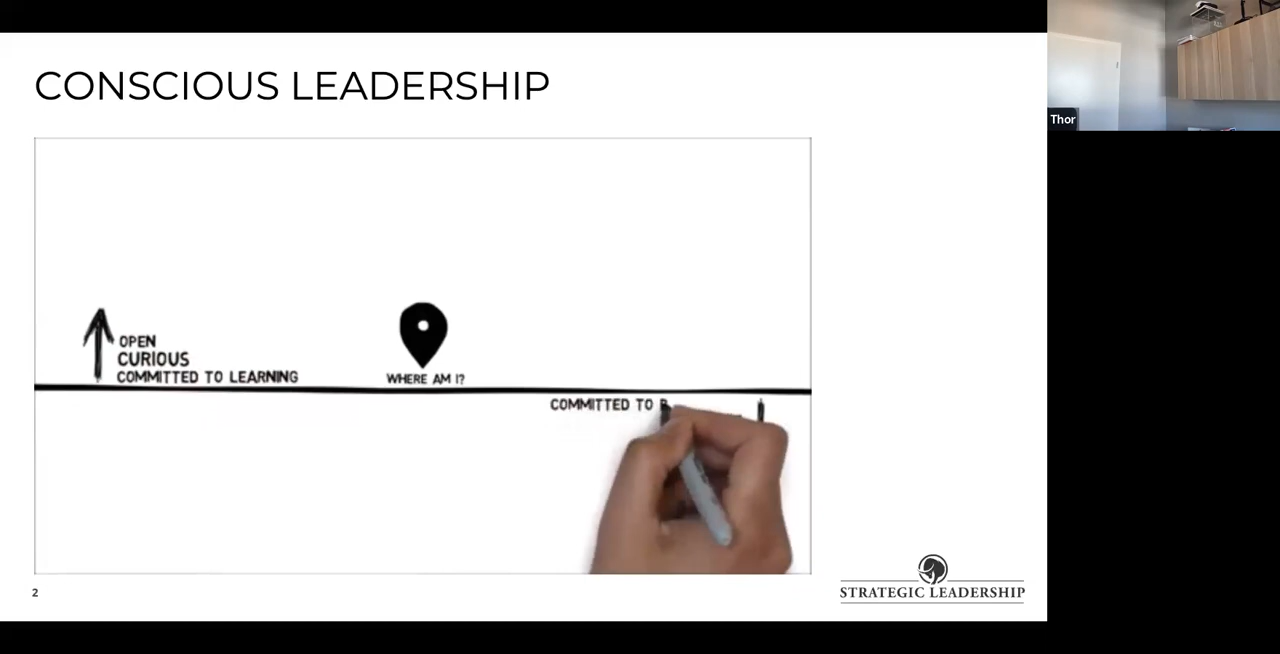 CONSCIOUS LEADERSHIP
Thor
OPEN
CURIOUS
COMMITTED TO LEARNING
WHERE AM I?
COMMITTED TO
2
STRATEGIC LEADERSHIP